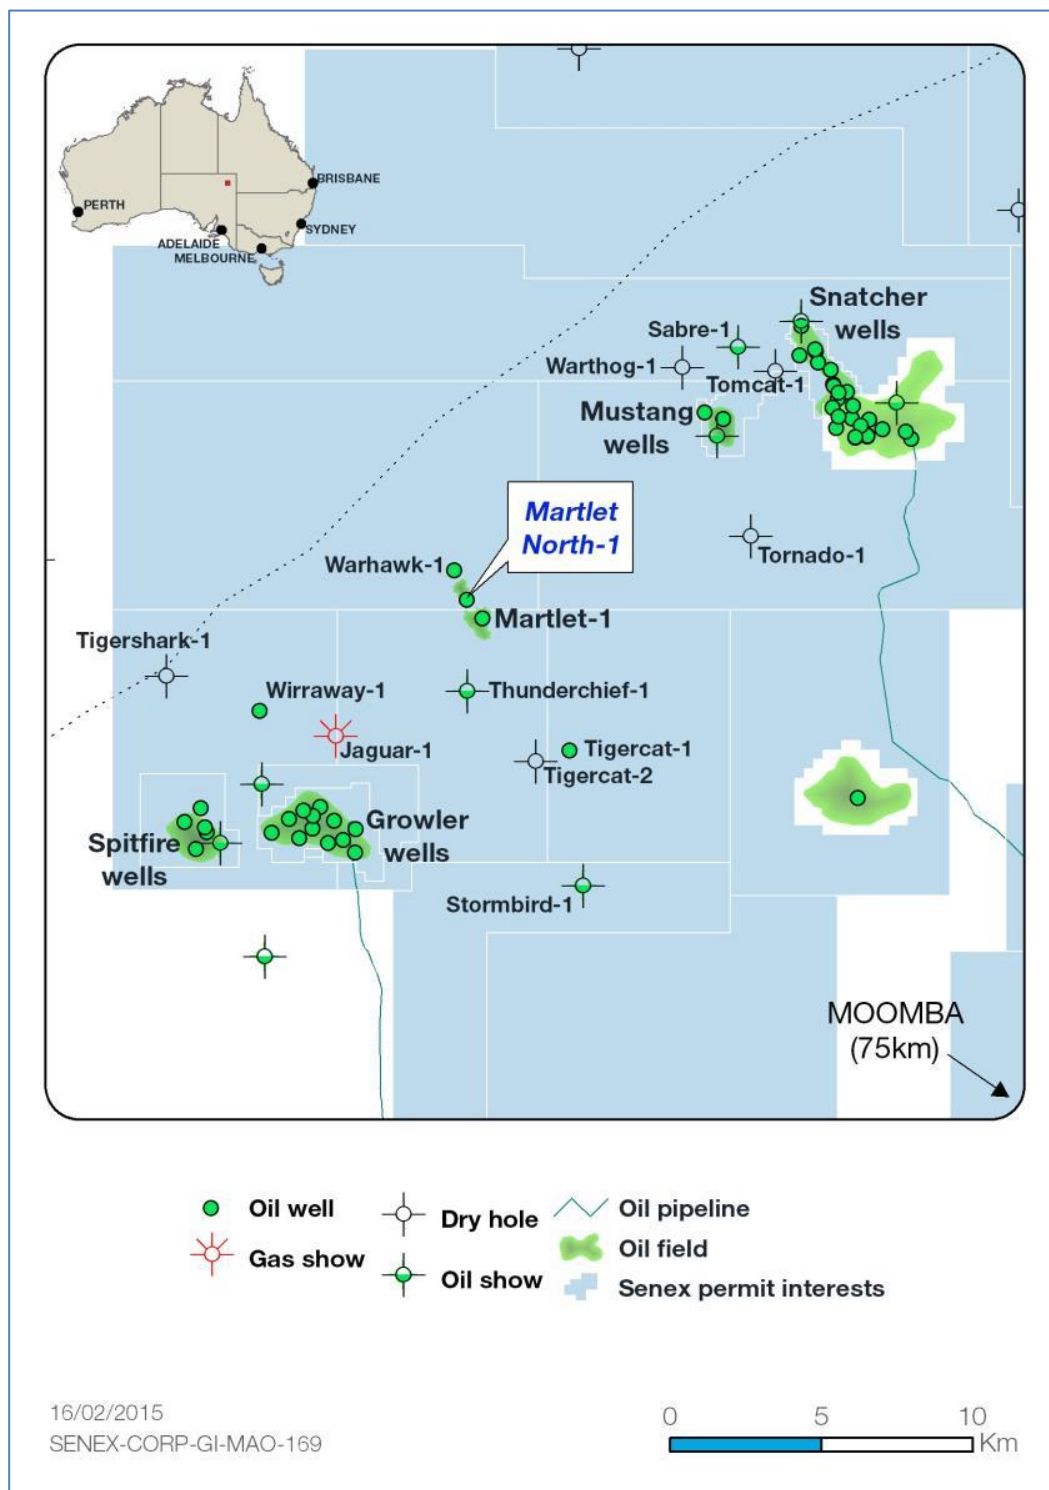 BRISBANE
PERTH
SYDNEY
ADELAIDE
MELBOURNE
Snatcher
wells
Sabre-1
Warthog-1
Tomcat-1
Mustang
wells
Martlet
North-1
Tornado-1
Warhawk-1
Martlet-1
Tigershark-1
Wirraway-1
Thunderchief-1
Jaguar-1
Tigercat-1
Tigercat-2
Growler
wells
Spitfire
wells
Stormbird-1
MOOMBA
(75km)
Oil well
Gas show
Dry hole
Oil show
Oil pipeline
Oil field
Senex permit interests
16/02/2015
SENEX-CORP-GI-MAO-169
0 5 10
Km